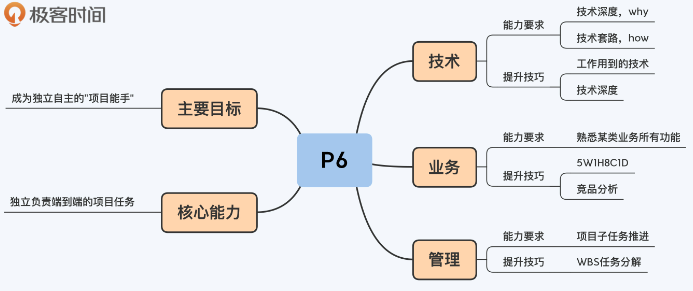 极客时间
成为独立自主的"项目能手"
主要目标
独立负责端到端的项目任务
核心能力
P6
技术
能力要求
技术深度，why
技术套路，how
提升技巧
工作用到的技术
技术深度
业务
能力要求
熟悉某类业务所有功能
提升技巧
5W1H8C1D
竞品分析
管理
能力要求
项目子任务推进
提升技巧
WBS任务分解